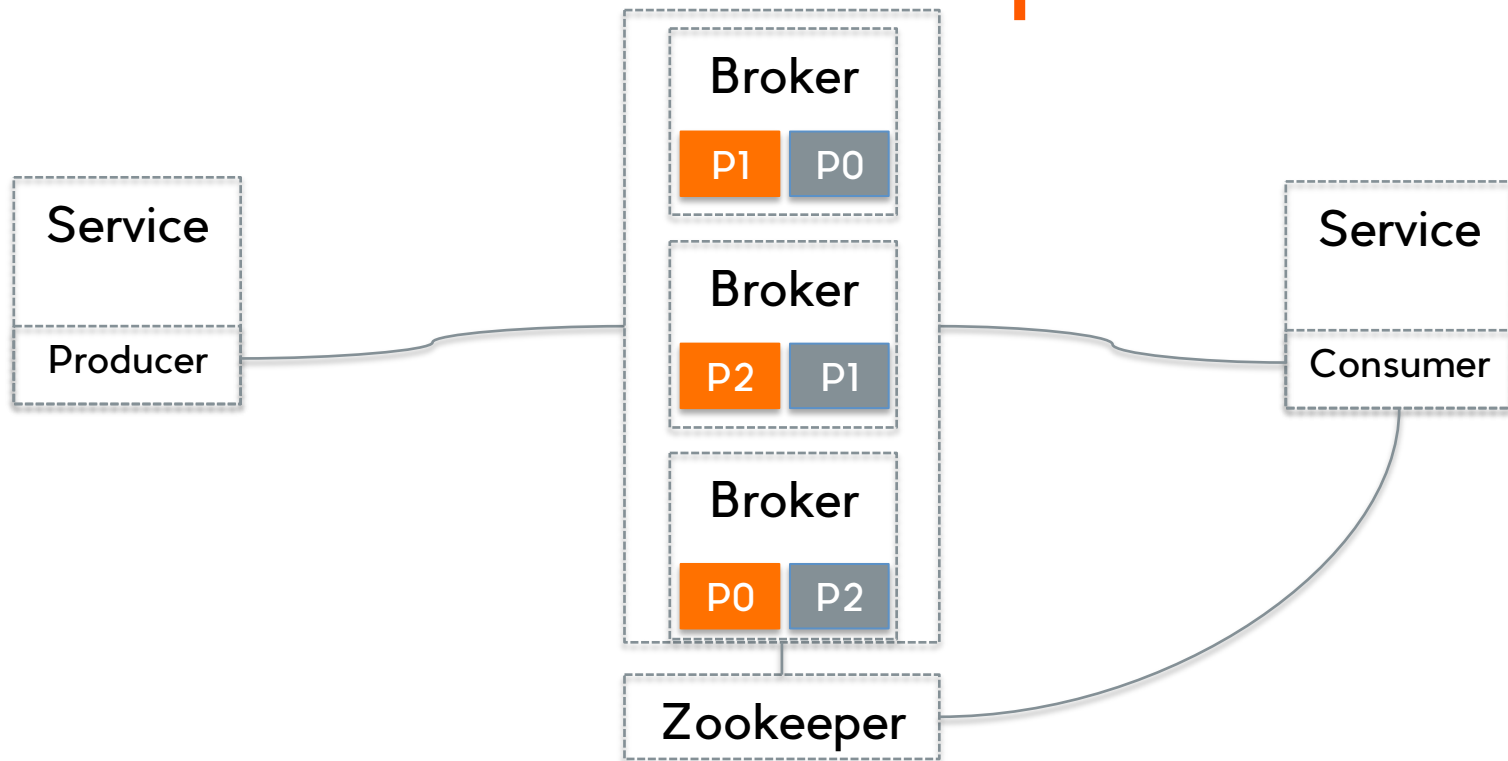 Broker
P1 P0
Service
Producer
Broker
P2 P1
Broker
P0 P2
Zookeeper
Service
Consumer